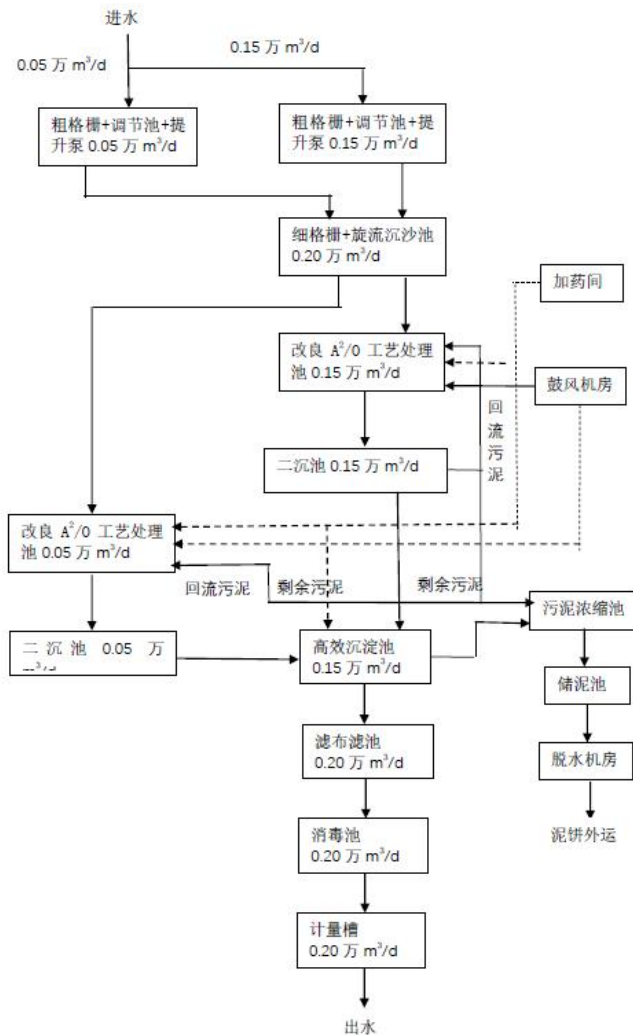 进水
0.15 万 m³/d
0.05 万 m³/d
粗格栅+调节池+提
升泵 0.05 万 m³/d
粗格栅+调节池+提
升泵 0.15 万 m³/d
细格栅+旋流沉沙池
0.20 万 m³/d
加药间
改良 A²/O 工艺处理
池 0.15 万 m³/d
鼓风机房
回流污泥
二沉池 0.15 万 m³/d
改良 A²/O 工艺处理
池 0.05 万 m³/d
回流污泥
剩余污泥
剩余污泥
污泥浓缩池
二沉池 0.05 万
高效沉淀池
0.15 万 m³/d
储泥池
滤布滤池
0.20 万 m³/d
脱水机房
消毒池
0.20 万 m³/d
泥饼外运
计量槽
0.20 万 m³/d
出水